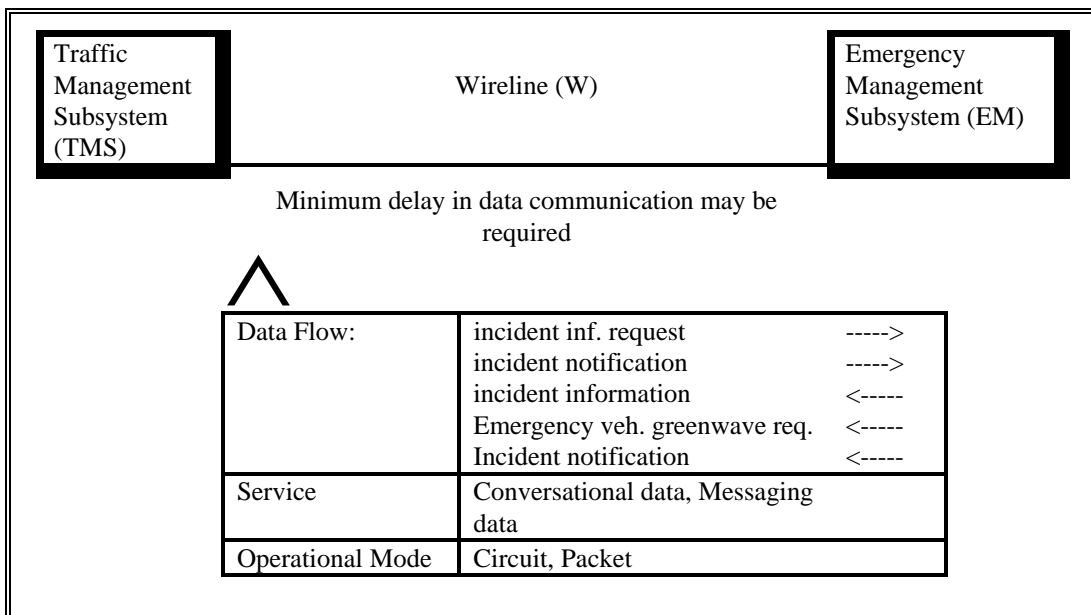 Traffic
Management
Subsystem
(TMS)
Wireline (W)
Emergency
Management
Subsystem (EM)
Minimum delay in data communication may be
required
Data Flow: incident inf. request ----->
incident notification ----->
incident information <-----
Emergency veh. greenwave req. <-----
Incident notification <-----
Service Conversational data, Messaging
data
Operational Mode Circuit, Packet